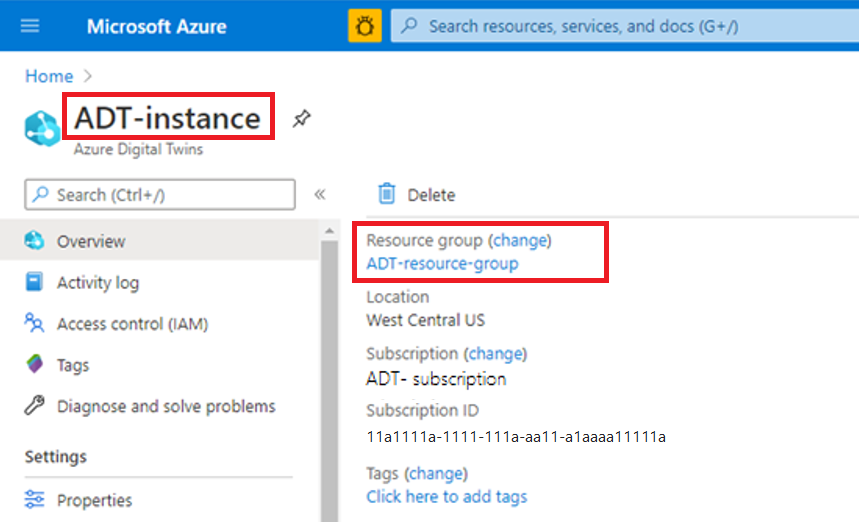 Microsoft Azure
Search resources, services, and docs (G+/)
Home >
ADT-instance
Azure Digital Twins
Search (Ctrl+/)
«
Delete
Overview
Activity log
Access control (IAM)
Tags
Diagnose and solve problems
Settings
Properties
Resource group (change)
ADT-resource-group
Location
West Central US
Subscription (change)
ADT- subscription
Subscription ID
11a1111a-1111-111a-aa11-a1aaaa11111a
Tags (change)
Click here to add tags